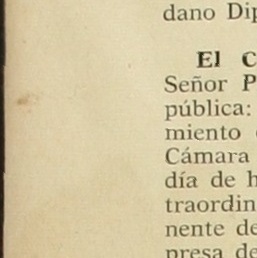 dano Dip
El C
Señor P
pública:
miento
Cámara
día de h
traordin
nente de
presa de